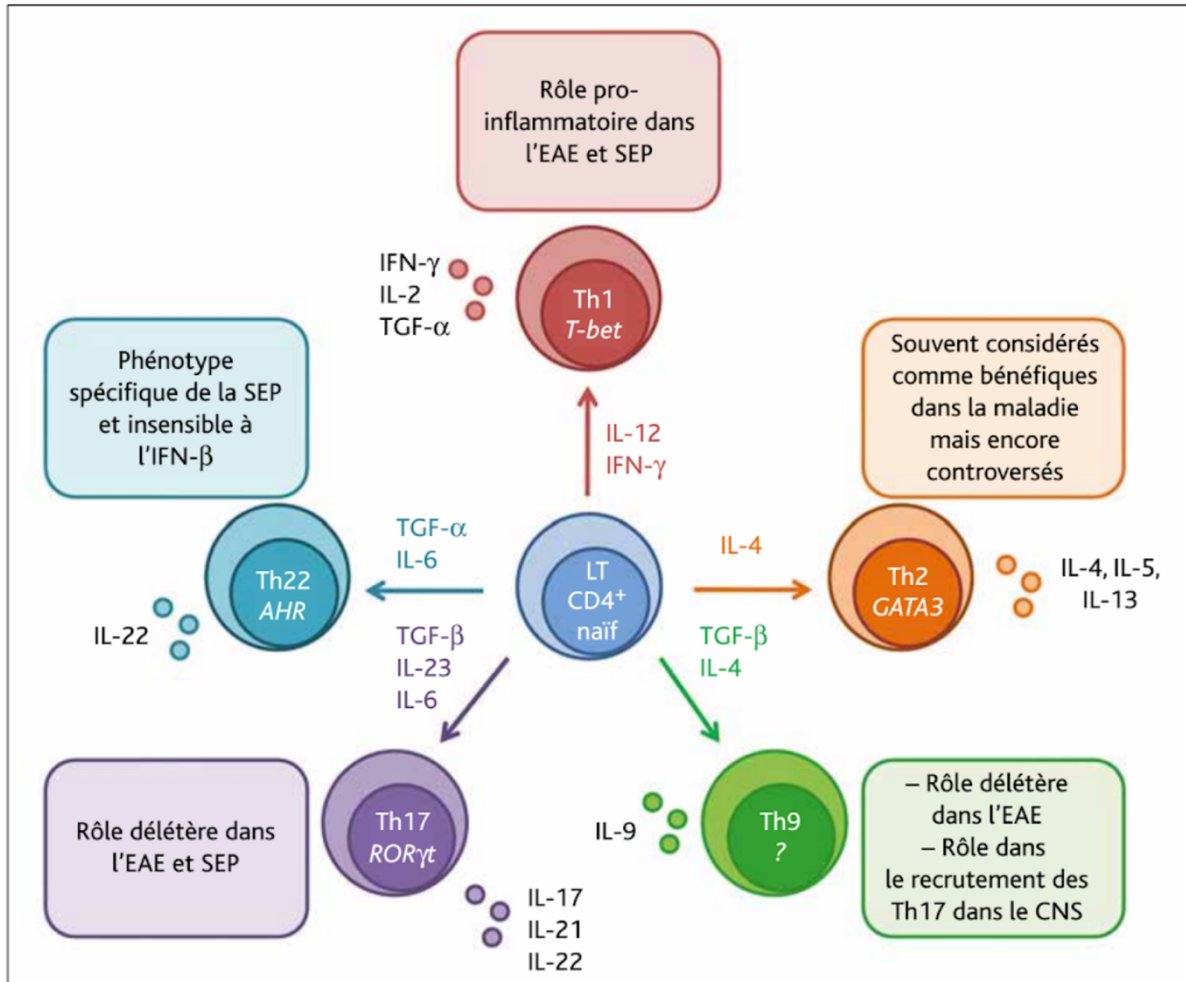 Rôle pro-
inflammatoire dans
l'EAE et SEP
IFN-γ
IL-2
TGF-α
Th1
T-bet
IL-12
IFN-γ
Phénotype
spécifique de la SEP
et insensible à
l'IFN-β
Souvent considérés
comme bénéfiques
dans la maladie
mais encore
controversés
TGF-α
IL-6
Th22
AHR
IL-22
LT
CD4⁺
naïf
IL-4
Th2
GATA3
IL-4, IL-5,
IL-13
TGF-β
IL-23
IL-6
TGF-β
IL-4
Rôle délétère dans
l'EAE et SEP
Th17
RORγt
IL-17
IL-21
IL-22
IL-9
Th9
?
– Rôle délétère
dans l'EAE
– Rôle dans
le recrutement des
Th17 dans le CNS